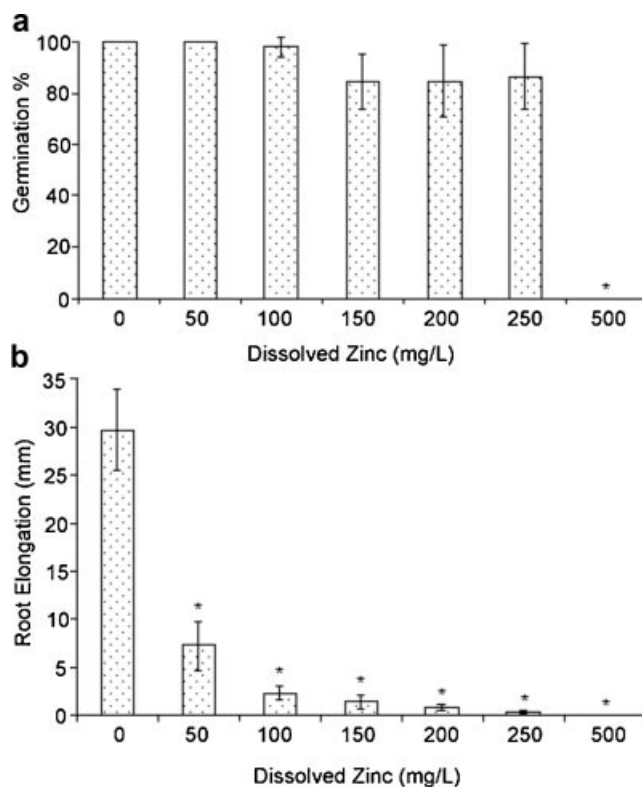 a
Germination %
100
80
60
40
20
0
*
0 50 100 150 200 250 500
Dissolved Zinc (mg/L)
b
Root Elongation (mm)
35
30
25
20
15
10
5
0
* * * * * *
0 50 100 150 200 250 500
Dissolved Zinc (mg/L)